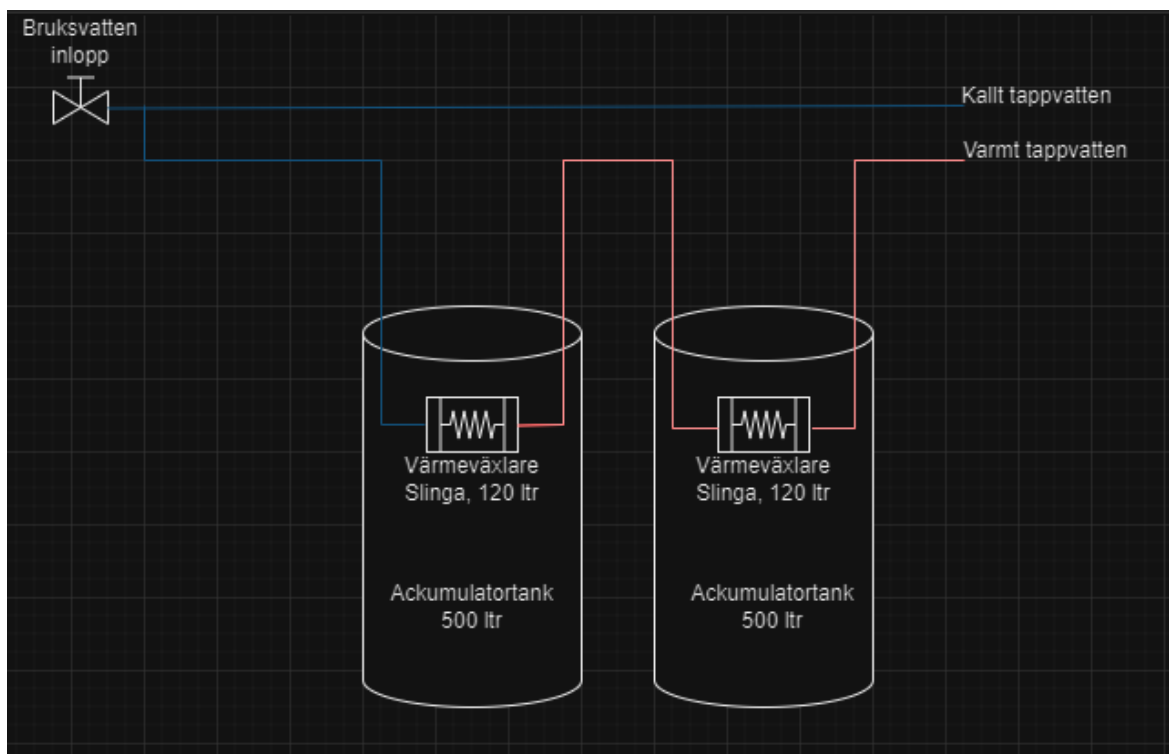 Bruksvatten
inlopp
Kallt tappvatten
Varmt tappvatten
Värmeväxlare
Slinga, 120 ltr
Värmeväxlare
Slinga, 120 ltr
Ackumulatortank
500 ltr
Ackumulatortank
500 ltr